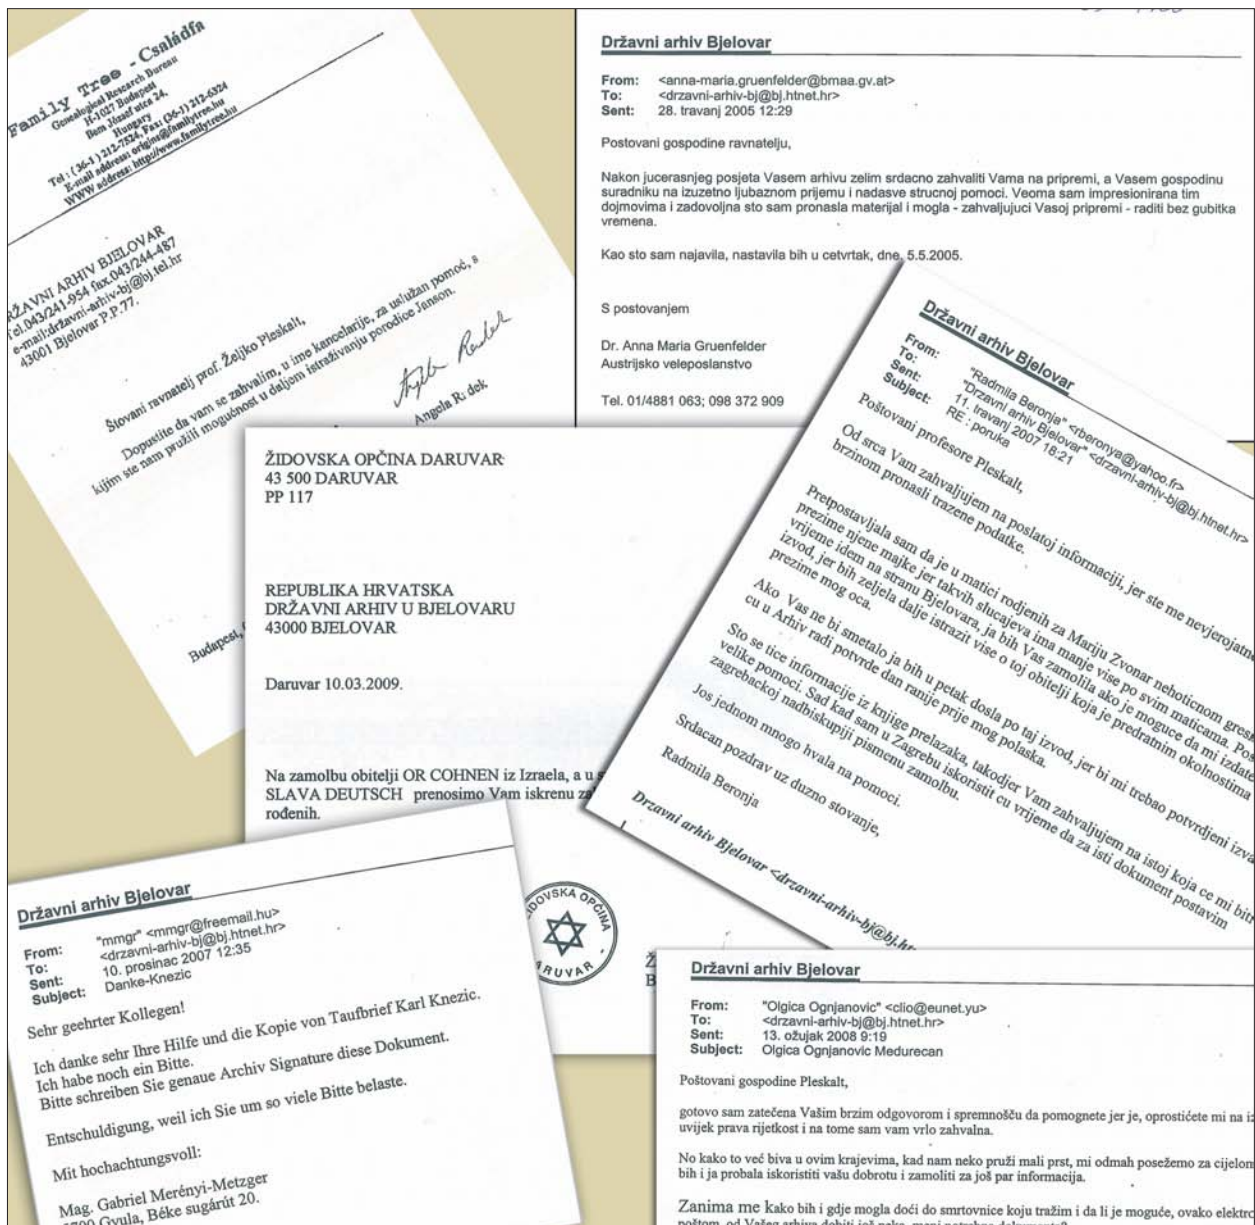 Family Tree - Családfa
Genealogical Research Bureau
H-1027 Budapest
Bem József utca 24.
Hungary
Tel : (36-1) 212-7824, Fax: (36-1) 212-6324
E-mail address: origins@familytree.hu
WWW address: http://www.familytree.hu
ARHIV BJELOVAR
043/241-954 fax.043/244-487
e-mail:državni-arhiv-bj@bj.tel.hr
43001 Bjelovar P.P.77.
Štovani ravnatelj prof. Željko Pleskalt,
Dopustite da vam se zahvalim, u ime kancelarije, za uslužan pomoć, s
kijim ste nam pružili mogućnost u daljom istraživanju porodice Janson.
Angela R. dek
Budapest,
Državni arhiv Bjelovar
From: <anna-maria.gruenfelder@bmaa.gv.at>
To: <drzavni-arhiv-bj@bj.htnet.hr>
Sent: 28. travanj 2005 12:29
Postovani gospodine ravnatelju,
Nakon jucerasnjeg posjeta Vasem arhivu zelim srdacno zahvaliti Vama na pripremi, a Vasem gospodinu
suradniku na izuzetno ljubaznom prijemu i nadasve strucnoj pomoci. Veoma sam impresionirana tim
dojmovima i zadovoljna sto sam pronasla materijal i mogla - zahvaljujuci Vasoj pripremi - raditi bez gubitka
vremena.
Kao sto sam najavila, nastavila bih u cetvrtak, dne, 5.5.2005.
S postovanjem
Dr. Anna Maria Gruenfelder
Austrijsko veleposlanstvo
Tel. 01/4881 063; 098 372 909
Državni arhiv Bjelovar
From: "Radmila Beronja" <rberonya@yahoo.fr>
To: "Drzavni arhiv Bjelovar" <drzavni-arhiv-bj@bj.htnet.hr>
Sent: 11. travanj 2007 16:21
Subject: RE : poruka
Poštovani profesore Pleskalt,
Od srca Vam zahvaljujem na poslatoj informaciji, jer ste me nevjerojatno
brzinom pronasli trazene podatke.
Pretpostavljala sam da je u matici rodjenih za Mariju Zvonar nehoticnom
prezime njene majke jer takvih slucajeva ima manje vise po svim maticama.
vrijeme idem na stranu Bjelovara, ja bih Vas zamolila ako je moguce da mi
izvod, jer bih zeljela dalje istrazit vise o toj obitelji koja je predratnim okolnostima
prezime mog oca.
Ako Vas ne bi smetalo ja bih u petak dosla po taj izvod, jer bi mi trebao potvrdjeni
cu u Arhiv radi potvrde dan ranije prije mog polaska.
Sto se tice informacije iz knjige prelazaka, takodjer Vam zahvaljujem na istoj koja ce mi
velike pomoci. Sad kad sam u Zagrebu iskoristit cu vrijeme da za isti dokument postavim
zagrebackoj nadbiskupiji pismenu zamolbu.
Jos jednom mnogo hvala na pomoci.
Srdacan pozdrav uz duzno stovanje,
Radmila Beronja
Drzavni arhiv Bjelovar <drzavni-arhiv-bj@bj.
ŽIDOVSKA OPČINA DARUVAR
43 500 DARUVAR
PP 117
REPUBLIKA HRVATSKA
DRŽAVNI ARHIV U BJELOVARU
43000 BJELOVAR
Daruvar 10.03.2009.
Na zamolbu obitelji OR COHNEN iz Izraela, a u
SLAVA DEUTSCH prenosimo Vam iskrenu
rođenih.
OPČINA
DARUVAR
Državni arhiv Bjelovar
From: "mmgr" <mmgr@freemail.hu>
To: <drzavni-arhiv-bj@bj.htnet.hr>
Sent: 10. prosinac 2007 12:35
Subject: Danke-Knezic
Sehr geehrter Kollegen!
Ich danke sehr Ihre Hilfe und die Kopie von Taufbrief Karl Knezic.
Ich habe noch ein Bitte.
Bitte schreiben Sie genaue Archiv Signature diese Dokument.
Entschuldigung, weil ich Sie um so viele Bitte belaste.
Mit hochachtungsvoll:
Mag. Gabriel Merényi-Metzger
Gyula, Béke sugárút 20.
Državni arhiv Bjelovar
From: "Olgica Ognjanovic" <clio@eunet.yu>
To: <drzavni-arhiv-bj@bj.htnet.hr>
Sent: 13. ožujak 2008 9:19
Subject: Olgica Ognjanovic Medurecan
Poštovani gospodine Pleskalt,
gotovo sam zatečena Vašim brzim odgovorom i spremnošču da pomognete jer je, oprostićete mi na
uvijek prava rijetkost i na tome sam vam vrlo zahvalna.
No kako to već biva u ovim krajevima, kad nam neko pruži mali prst, mi odmah posežemo za cijelom
bih i ja probala iskoristiti vašu dobrotu i zamoliti za još par informacija.
Zanima me kako bih i gdje mogla doći do smrtovnice koju tražim i da li je moguće, ovako elektro
poštom, od Vašeg arhiva dobiti još neke, meni potrebne dokumente?